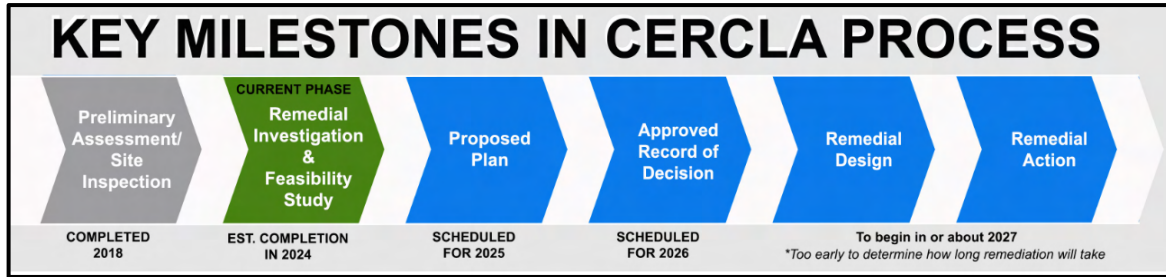 KEY MILESTONES IN CERCLA PROCESS
Preliminary
Assessment/
Site
Inspection
CURRENT PHASE
Remedial
Investigation
&
Feasibility
Study
Proposed
Plan
Approved
Record of
Decision
Remedial
Design
Remedial
Action
COMPLETED
2018
EST. COMPLETION
IN 2024
SCHEDULED
FOR 2025
SCHEDULED
FOR 2026
To begin in or about 2027
*Too early to determine how long remediation will take